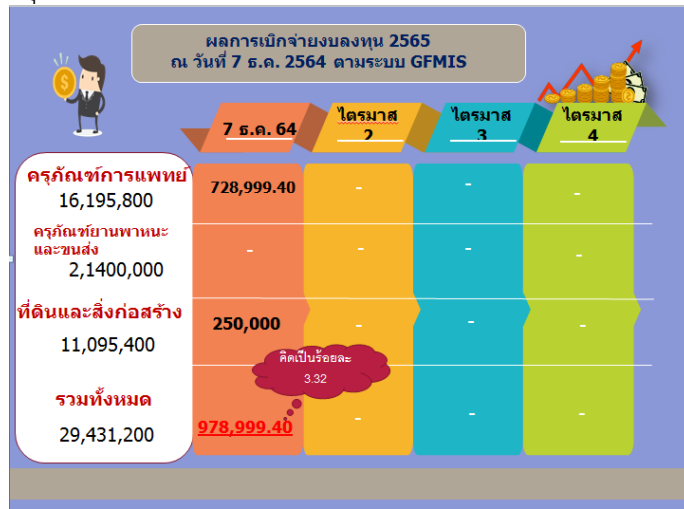 ผลการเบิกจ่ายงบลงทุน 2565
ณ วันที่ 7 ธ.ค. 2564 ตามระบบ GFMIS
7 ธ.ค. 64
ไตรมาส
2
ไตรมาส
3
ไตรมาส
4
ครุภัณฑ์การแพทย์
16,195,800
728,999.40
-
-
-
ครุภัณฑ์ยานพาหนะ
และขนส่ง
2,1400,000
-
-
-
-
ที่ดินและสิ่งก่อสร้าง
11,095,400
250,000
-
-
-
คิดเป็นร้อยละ
3.32
รวมทั้งหมด
29,431,200
978,999.40
-
-
-